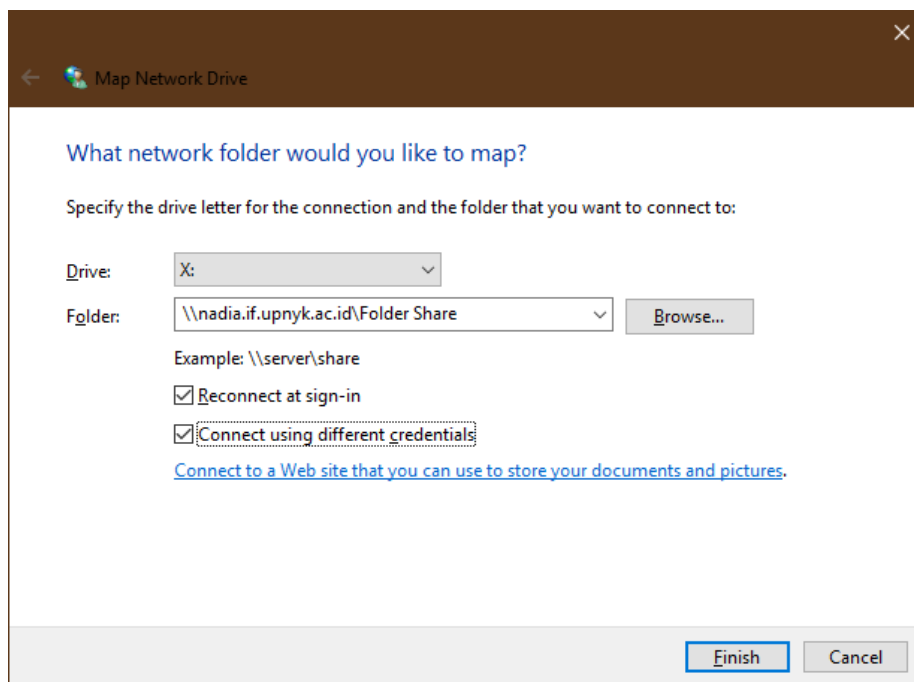 Map Network Drive
What network folder would you like to map?
Specify the drive letter for the connection and the folder that you want to connect to:
Drive: X:
Folder: \\nadia.if.upnyk.ac.id\Folder Share Browse...
Example: \\server\share
Reconnect at sign-in
Connect using different credentials
Connect to a Web site that you can use to store your documents and pictures.
Finish Cancel